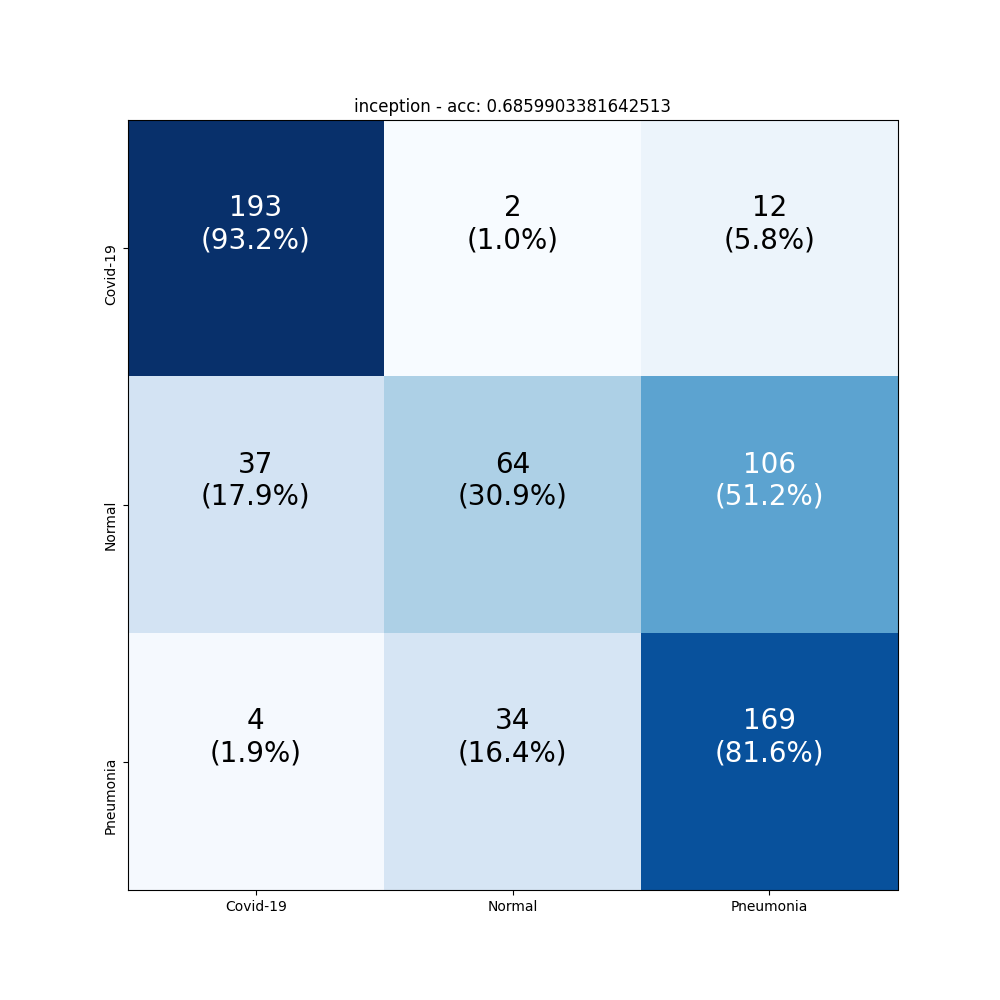 inception - acc: 0.6859903381642513
193
(93.2%)
2
(1.0%)
12
(5.8%)
Covid-19
37
(17.9%)
64
(30.9%)
106
(51.2%)
Normal
4
(1.9%)
34
(16.4%)
169
(81.6%)
Pneumonia
Covid-19
Normal
Pneumonia